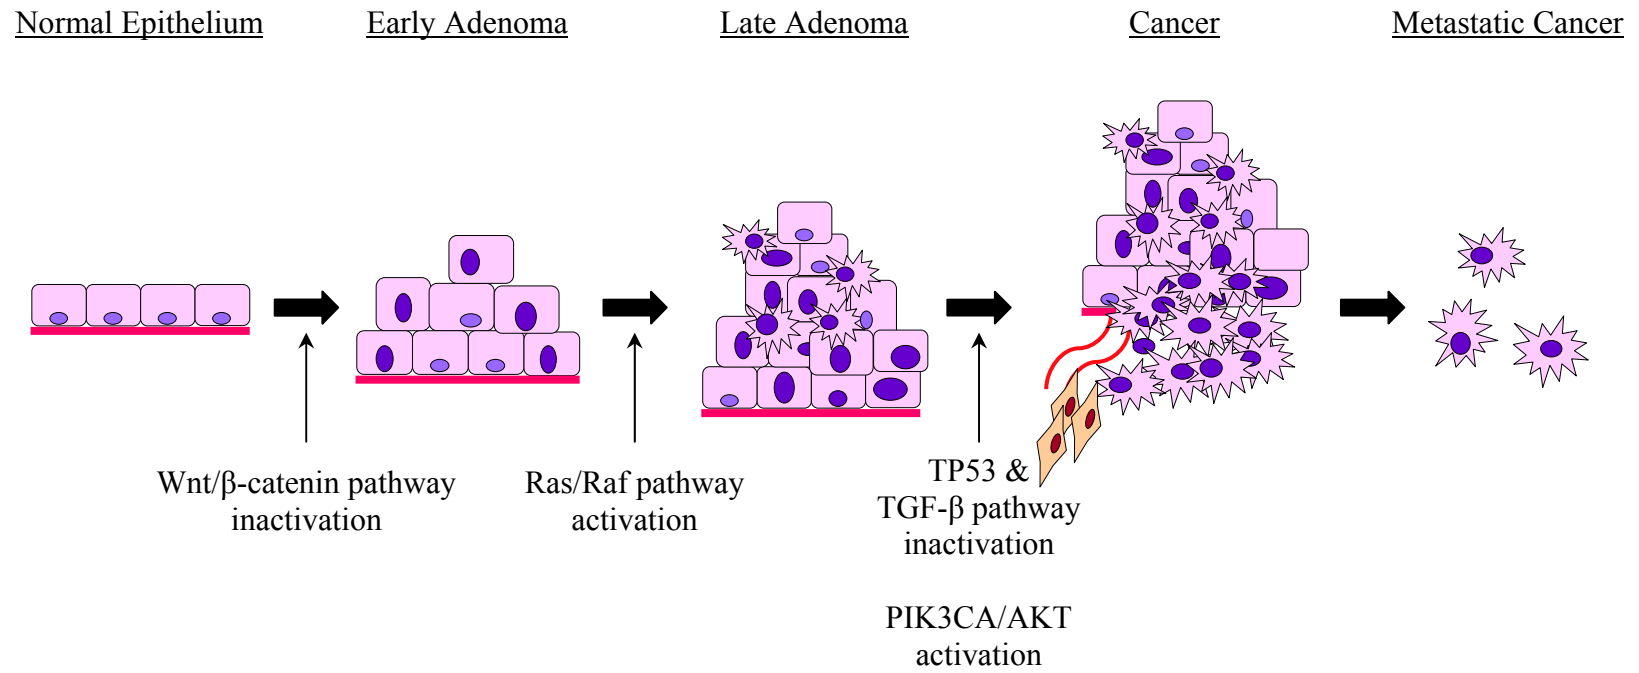 Normal Epithelium
Early Adenoma
Late Adenoma
Cancer
Metastatic Cancer
Wnt/β-catenin pathway
inactivation
Ras/Raf pathway
activation
TP53 &
TGF-β pathway
inactivation
PIK3CA/AKT
activation